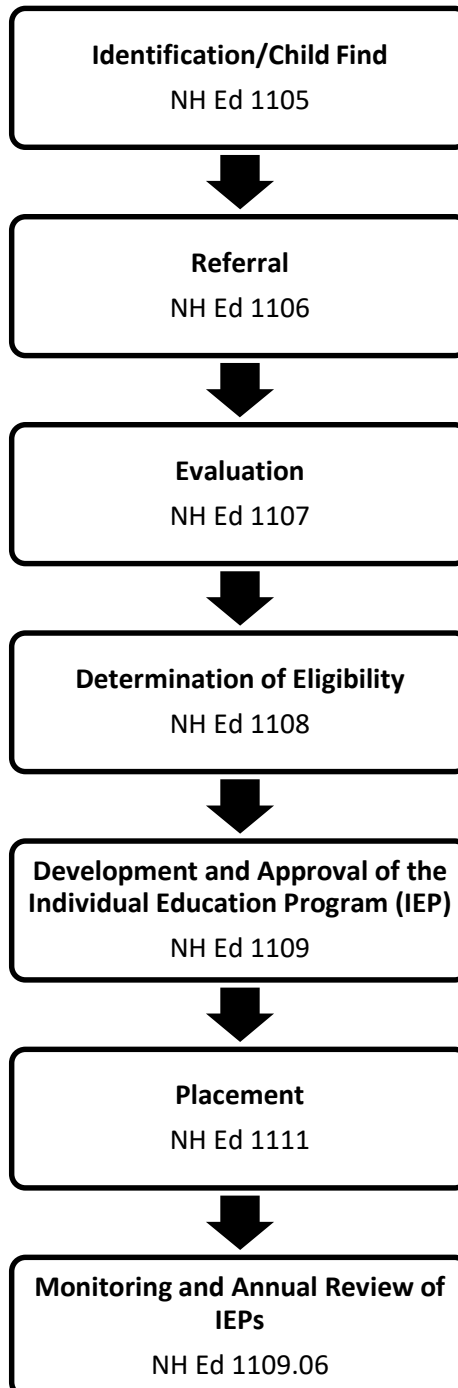 Identification/Child Find
NH Ed 1105
Referral
NH Ed 1106
Evaluation
NH Ed 1107
Determination of Eligibility
NH Ed 1108
Development and Approval of the
Individual Education Program (IEP)
NH Ed 1109
Placement
NH Ed 1111
Monitoring and Annual Review of
IEPs
NH Ed 1109.06